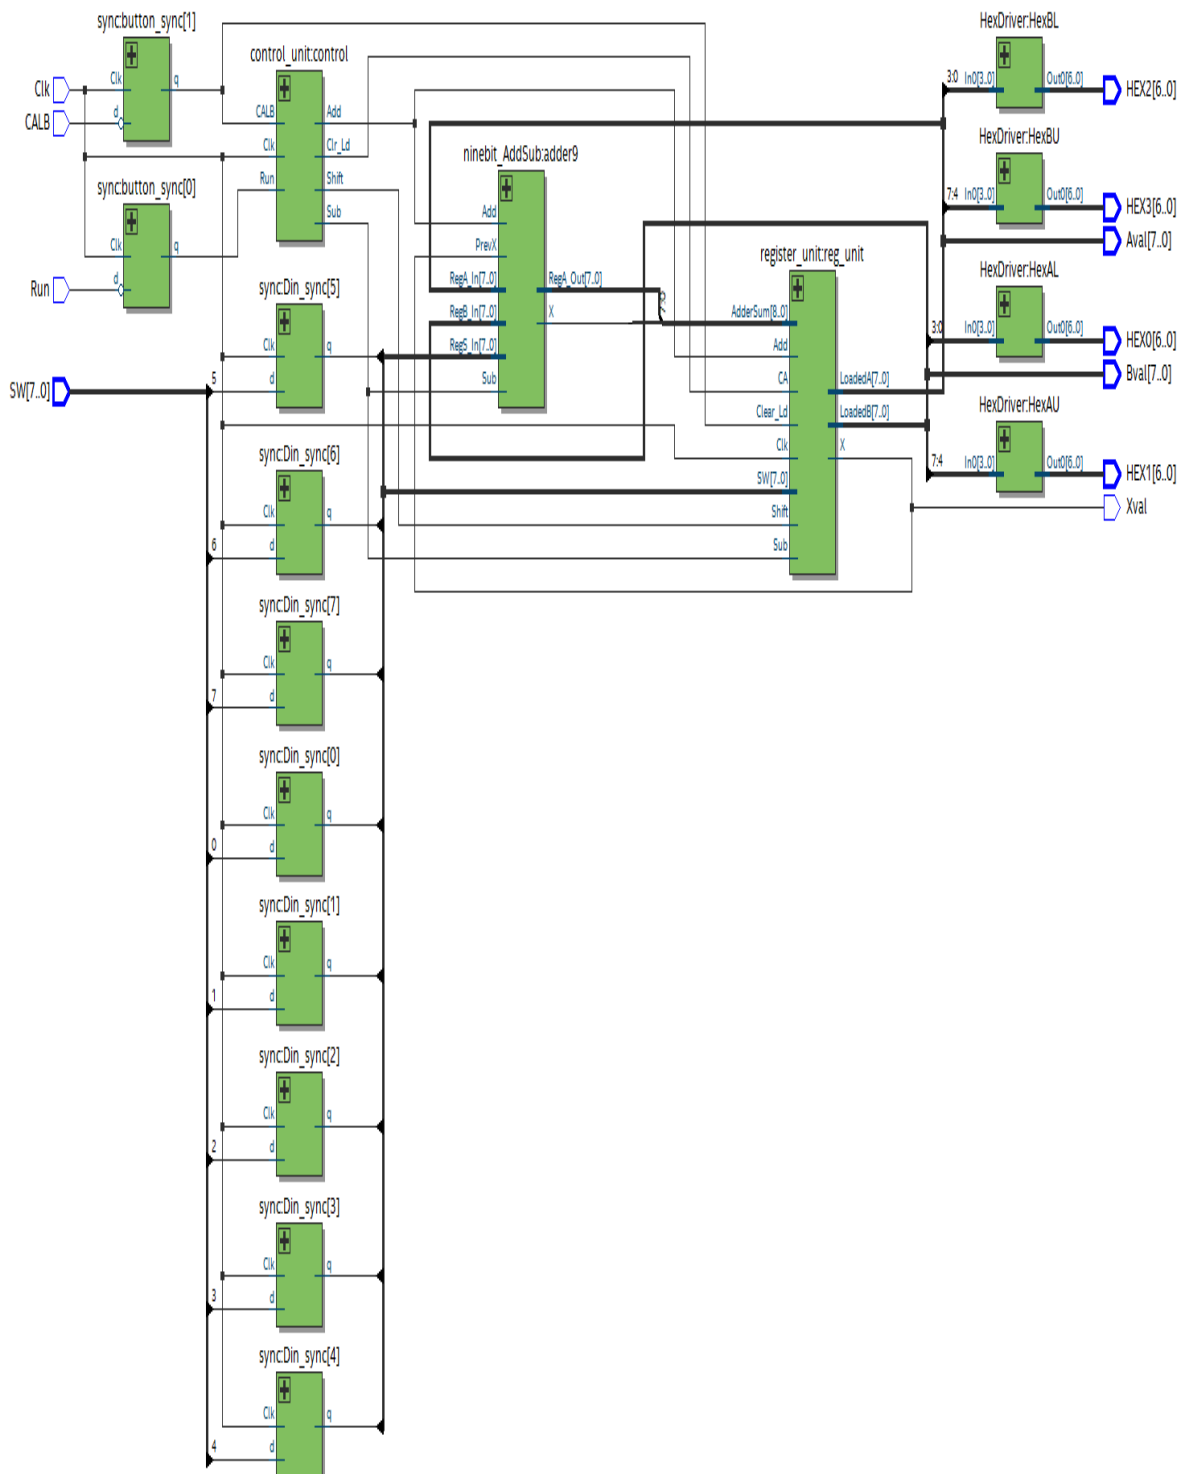 sync:button_sync[1]
Clk
d
q
Clk
CALB
sync:button_sync[0]
Clk
d
q
Run
control_unit:control
CALB
Clk
Run
Add
Clr_Ld
Shift
Sub
ninebit_AddSub:adder9
Add
PrevX
RegA_In[7..0]
RegB_In[7..0]
RegS_In[7..0]
Sub
RegA_Out[7..0]
X
7:0
register_unit:reg_unit
AdderSum[8..0]
Add
CA
Clear_Ld
Clk
SW[7..0]
Shift
Sub
LoadedA[7..0]
LoadedB[7..0]
X
HexDriver:HexBL
3:0
In0[3..0]
Out0[6..0]
HEX2[6..0]
HexDriver:HexBU
7:4
In0[3..0]
Out0[6..0]
HEX3[6..0]
Aval[7..0]
HexDriver:HexAL
3:0
In0[3..0]
Out0[6..0]
HEX0[6..0]
Bval[7..0]
HexDriver:HexAU
7:4
In0[3..0]
Out0[6..0]
HEX1[6..0]
Xval
SW[7..0]
sync:Din_sync[5]
Clk
5
d
q
sync:Din_sync[6]
Clk
6
d
q
sync:Din_sync[7]
Clk
7
d
q
sync:Din_sync[0]
Clk
0
d
q
sync:Din_sync[1]
Clk
1
d
q
sync:Din_sync[2]
Clk
2
d
q
sync:Din_sync[3]
Clk
3
d
q
sync:Din_sync[4]
Clk
4
d
q